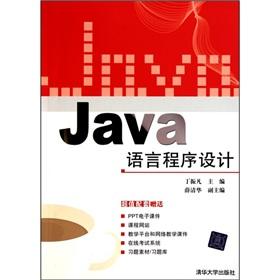 Java
Java
语言程序设计
丁振凡 主 编
薛清华 副主编
超值配套赠送
• PPT电子课件
• 课程网站
• 教学平台和网络教学课件
• 在线考试系统
• 习题素材/习题库
清华大学出版社